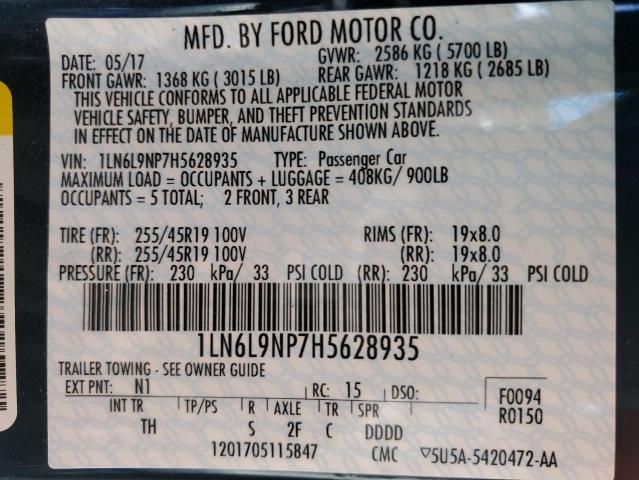 MFD. BY FORD MOTOR CO.
DATE: 05/17 GVWR: 2586 KG ( 5700 LB)
FRONT GAWR: 1368 KG ( 3015 LB) REAR GAWR: 1218 KG ( 2685 LB)
THIS VEHICLE CONFORMS TO ALL APPLICABLE FEDERAL MOTOR
VEHICLE SAFETY, BUMPER, AND THEFT PREVENTION STANDARDS
IN EFFECT ON THE DATE OF MANUFACTURE SHOWN ABOVE.
VIN: 1LN6L9NP7H5628935 TYPE: Passenger Car
MAXIMUM LOAD = OCCUPANTS + LUGGAGE = 408KG/ 900LB
OCCUPANTS = 5 TOTAL; 2 FRONT, 3 REAR
TIRE (FR): 255/45R19 100V RIMS (FR): 19x8.0
(RR): 255/45R19 100V (RR): 19x8.0
PRESSURE (FR): 230 kPa/ 33 PSI COLD (RR): 230 kPa/ 33 PSI COLD
1LN6L9NP7H5628935
TRAILER TOWING - SEE OWNER GUIDE
EXT PNT: N1 RC: 15 DSO: F0094
INT TR TP/PS R AXLE TR SPR R0150
TH S 2F C DDDD
1201705115847 CMC ▽5U5A-5420472-AA